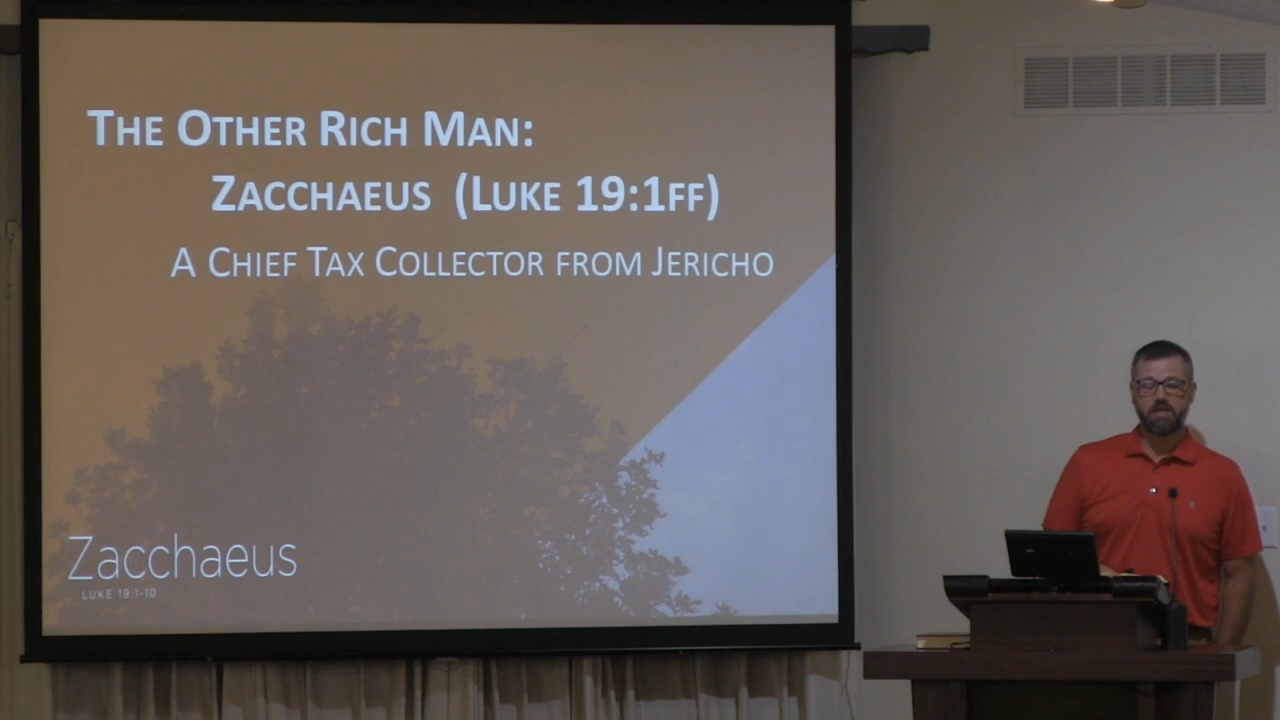 The Other Rich Man:
Zacchaeus (Luke 19:1ff)
A Chief Tax Collector from Jericho
Zacchaeus
LUKE 19:1-10